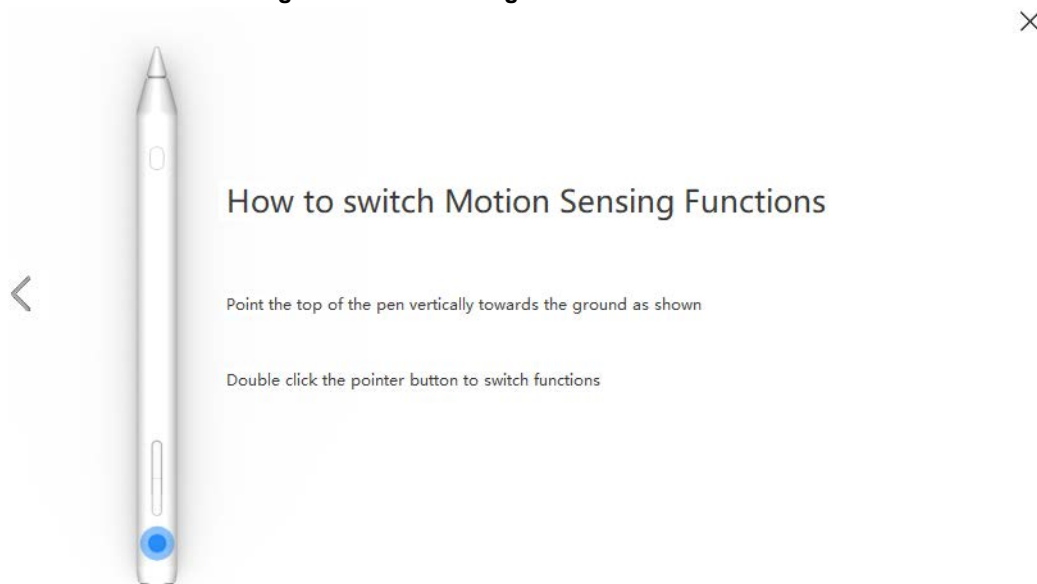 How to switch Motion Sensing Functions
Point the top of the pen vertically towards the ground as shown
Double click the pointer button to switch functions